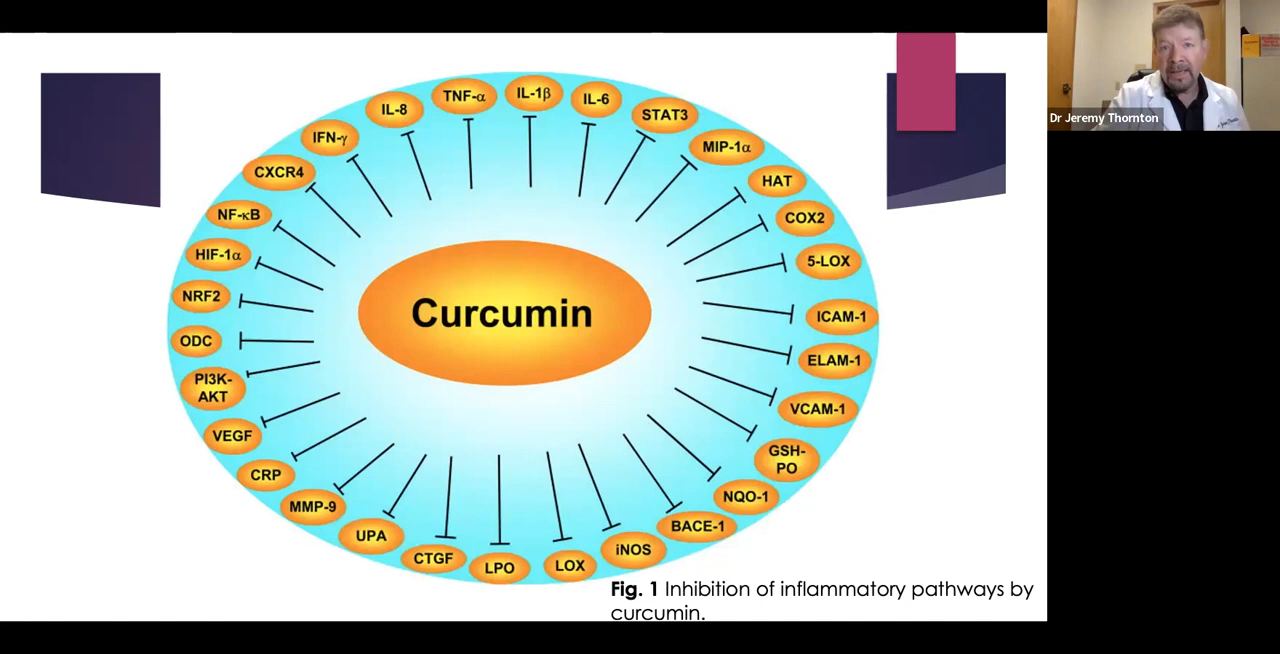 Dr Jeremy Thornton
TNF-α
IL-1β
IL-6
STAT3
MIP-1α
HAT
COX2
5-LOX
ICAM-1
ELAM-1
VCAM-1
GSH-
PO
NQO-1
BACE-1
iNOS
LOX
LPO
CTGF
UPA
MMP-9
CRP
VEGF
PI3K-
AKT
ODC
NRF2
HIF-1α
NF-κB
CXCR4
IFN-γ
IL-8
Curcumin
Fig. 1 Inhibition of inflammatory pathways by
curcumin.